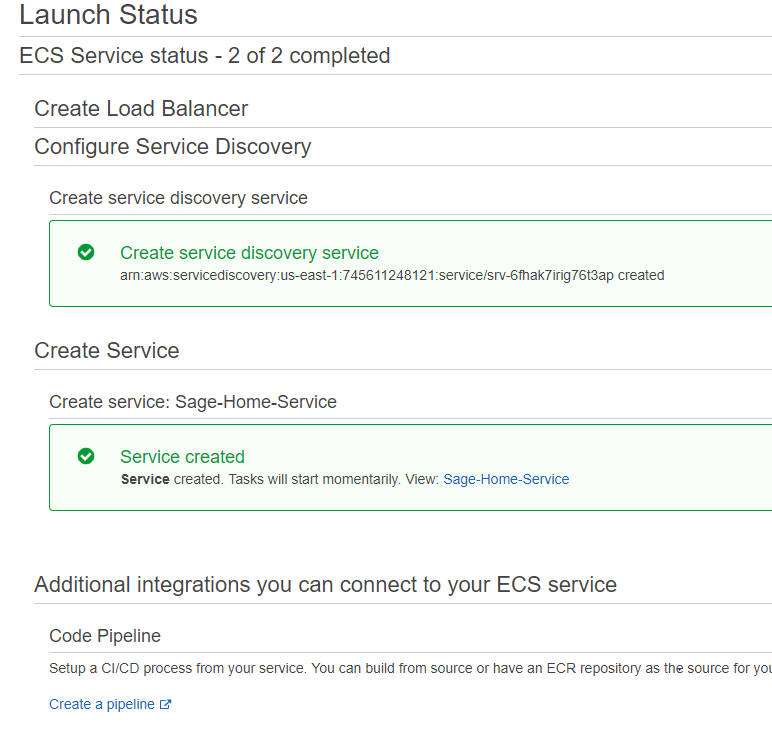 Launch Status
ECS Service status - 2 of 2 completed
Create Load Balancer
Configure Service Discovery
Create service discovery service
Create service discovery service
arn:aws:servicediscovery:us-east-1:745611248121:service/srv-6fhak7irig76t3ap created
Create Service
Create service: Sage-Home-Service
Service created
Service created. Tasks will start momentarily. View: Sage-Home-Service
Additional integrations you can connect to your ECS service
Code Pipeline
Setup a CI/CD process from your service. You can build from source or have an ECR repository as the source for you
Create a pipeline